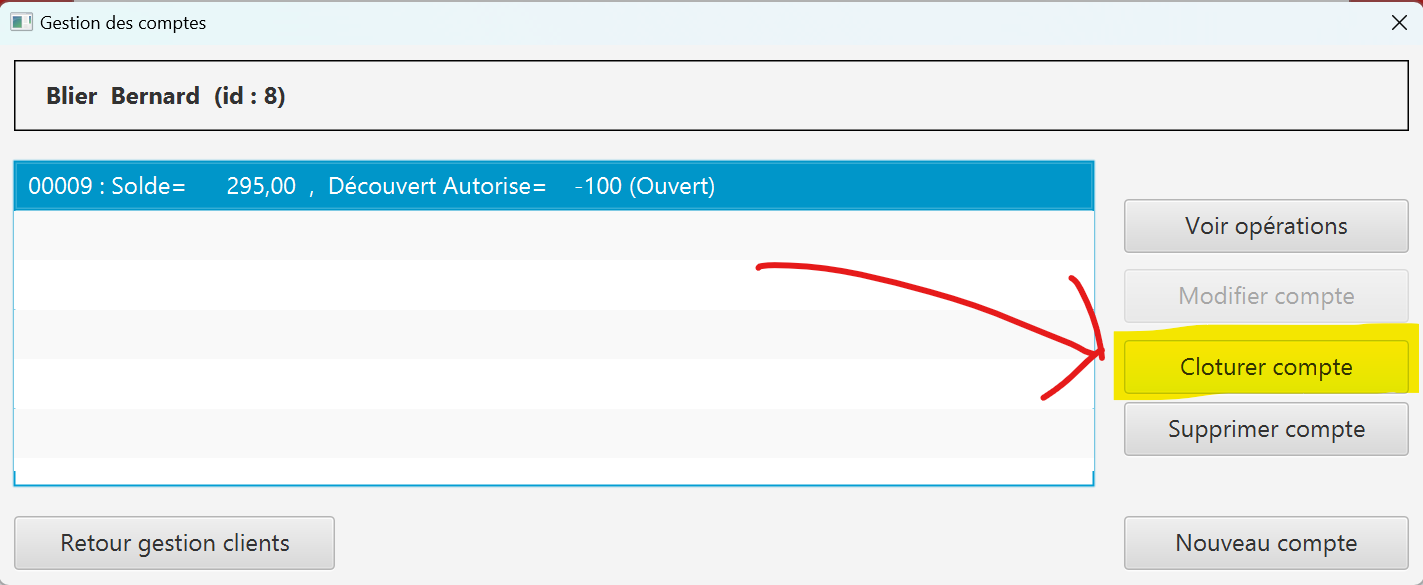 Gestion des comptes
Blier Bernard (id : 8)
00009 : Solde= 295,00 , Découvert Autorise= -100 (Ouvert)
Voir opérations
Modifier compte
Cloturer compte
Supprimer compte
Retour gestion clients
Nouveau compte